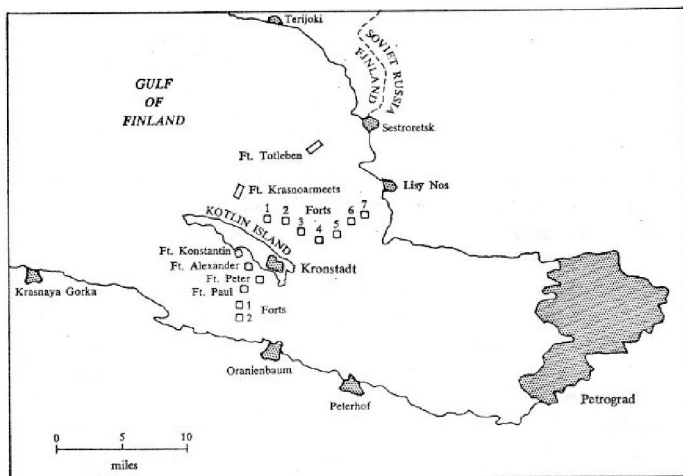 Terijoki
SOVIET RUSSIA
FINLAND
GULF
OF
FINLAND
Sestroretsk
Ft. Totleben
Lisy Nos
Ft. Krasnoarmeets
Forts
1 2 3 4 5 6 7
KOTLIN ISLAND
Ft. Konstantin
Kronstadt
Ft. Alexander
Ft. Peter
Ft. Paul
Krasnaya Gorka
1 Forts
2
Oranienbaum
Peterhof
Petrograd
0 5 10
miles